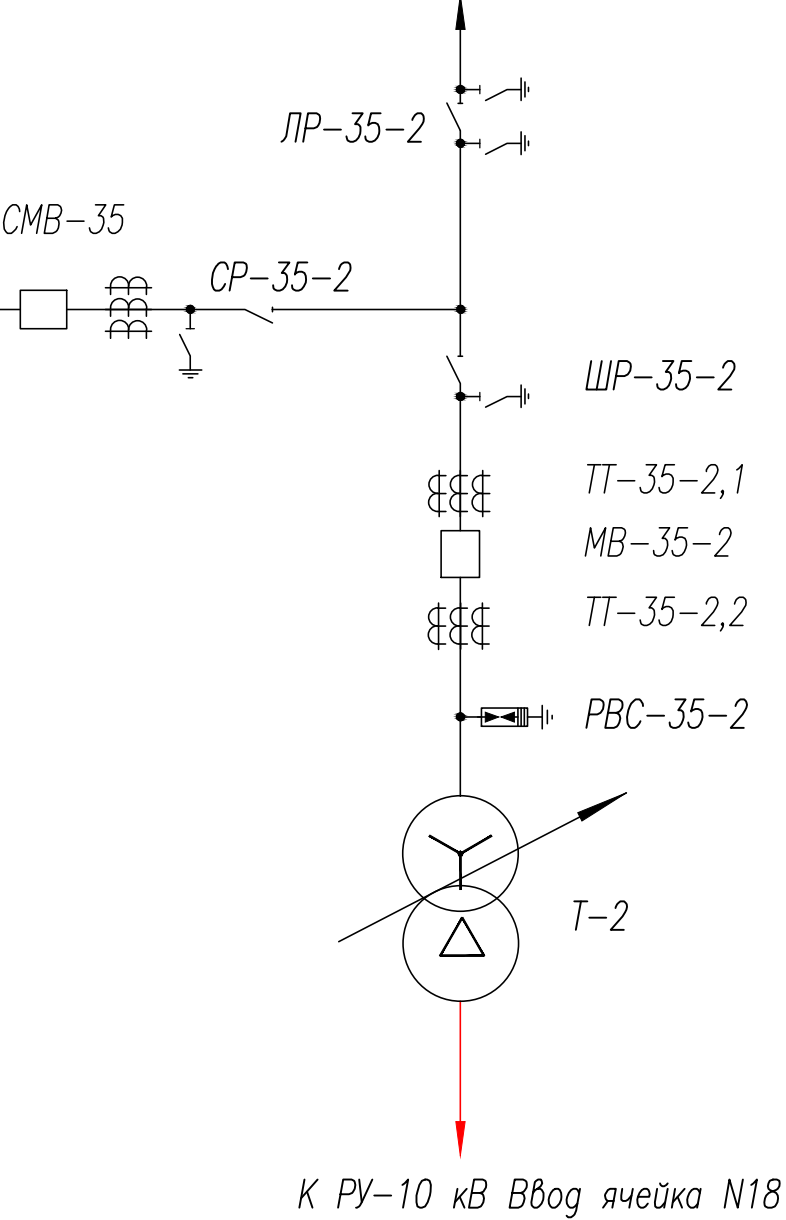 ЛР-35-2
СМВ-35
СР-35-2
ШР-35-2
ТТ-35-2,1
МВ-35-2
ТТ-35-2,2
РВС-35-2
Т-2
К РУ-10 кВ Ввод ячейка N18